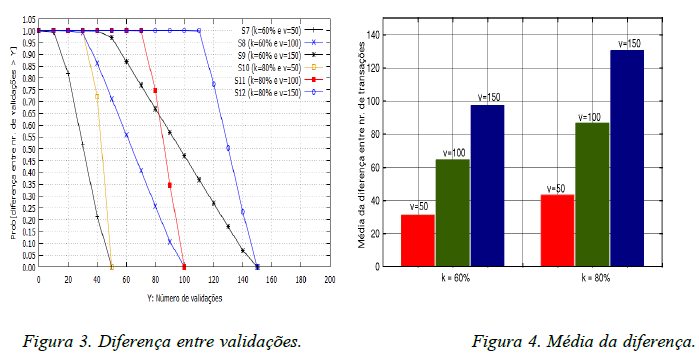 1.05
1.00
0.95
0.90
0.85
0.80
0.75
0.70
0.65
0.60
0.55
0.50
0.45
0.40
0.35
0.30
0.25
0.20
0.15
0.10
0.05
0.00
Prob [diferença entre nr. de validações > Y]
S7 (k=60% e v=50)
S8 (k=60% e v=100)
S9 (k=60% e v=150)
S10 (k=80% e v=50)
S11 (k=80% e v=100)
S12 (k=80% e v=150)
0 20 40 60 80 100 120 140 160 180 200
Y: Número de validações
Figura 3. Diferença entre validações.
140
120
100
80
60
40
20
0
Média da diferença entre nr. de transações
v=50
v=100
v=150
v=50
v=100
v=150
k = 60%
k = 80%
Figura 4. Média da diferença.